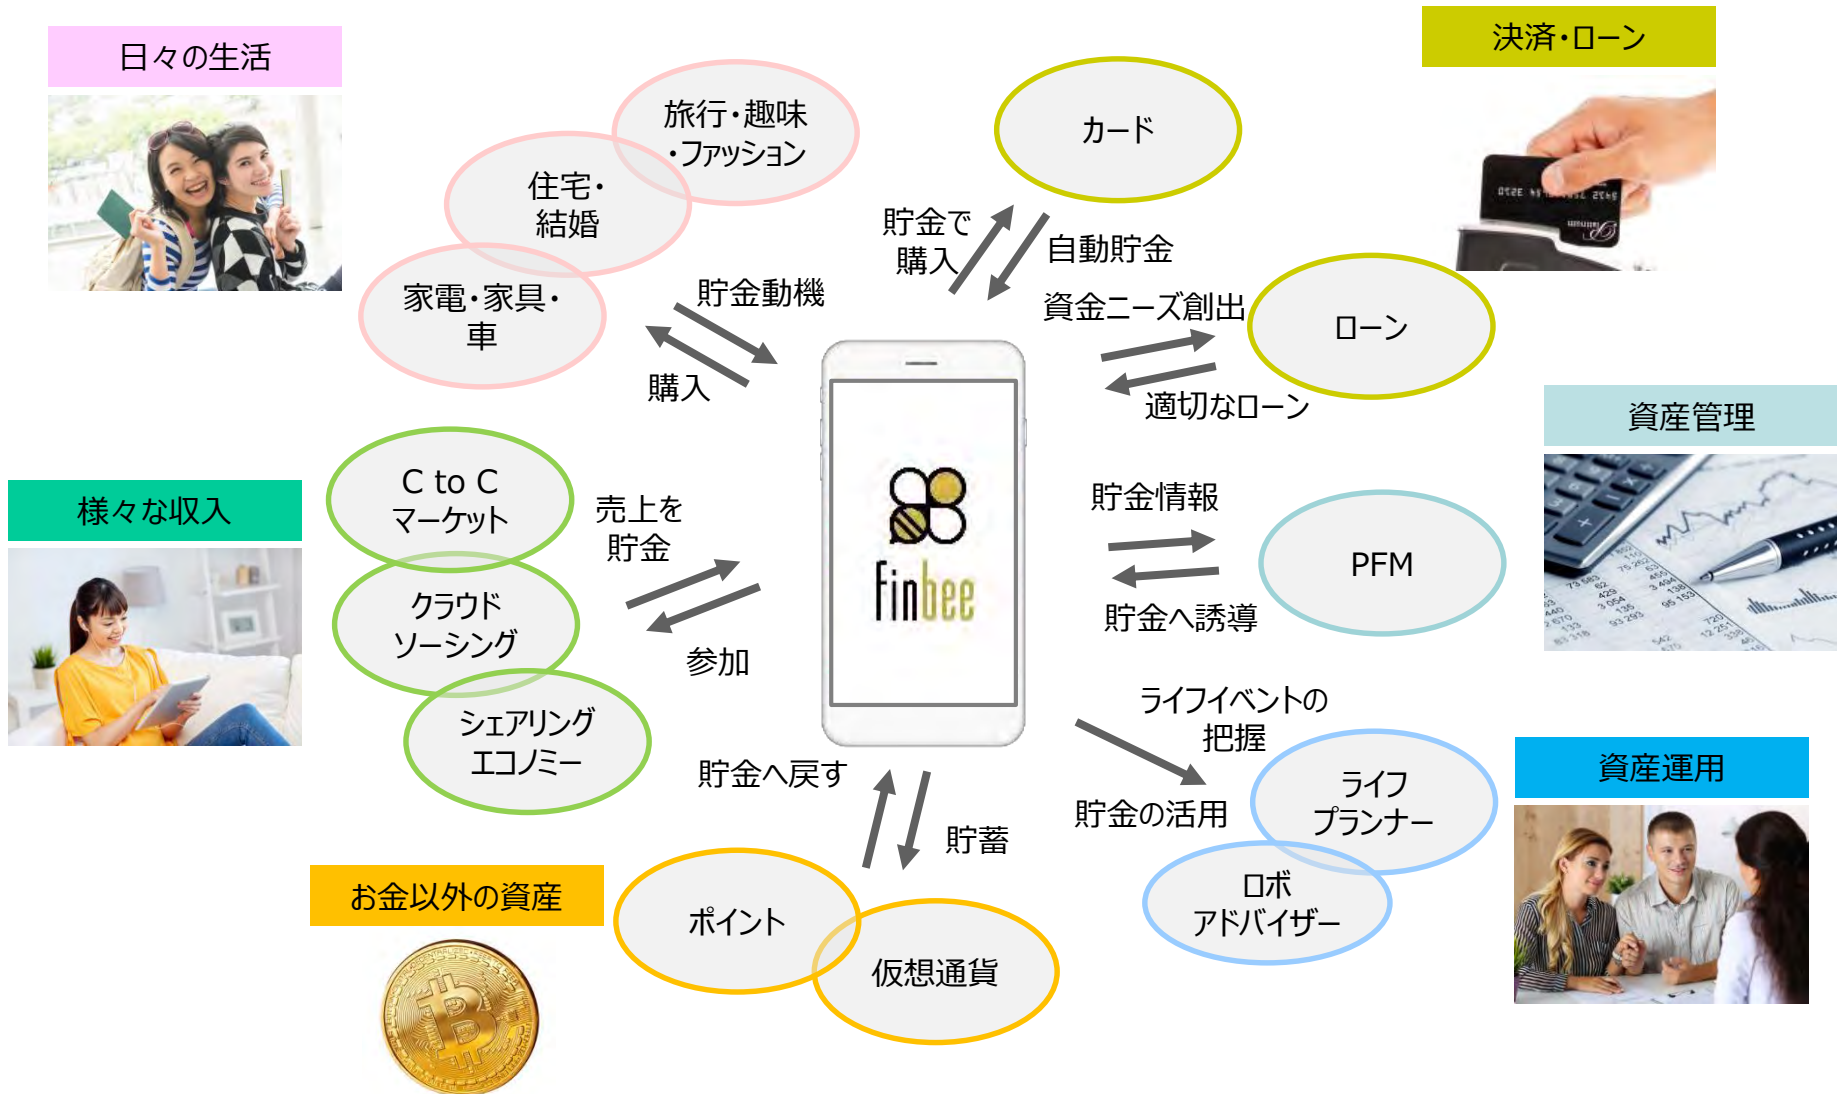 日々の生活
決済・ローン
旅行・趣味
・ファッション
カード
住宅・
結婚
貯金で
購入
自動貯金
家電・家具・
車
貯金動機
資金ニーズ創出
ローン
購入
適切なローン
資産管理
様々な収入
C to C
マーケット
売上を
貯金
貯金情報
PFM
クラウド
ソーシング
finbee
貯金へ誘導
参加
シェアリング
エコノミー
ライフイベントの
把握
貯金へ戻す
資産運用
ライフ
プランナー
貯金の活用
貯蓄
お金以外の資産
ロボ
アドバイザー
ポイント
仮想通貨